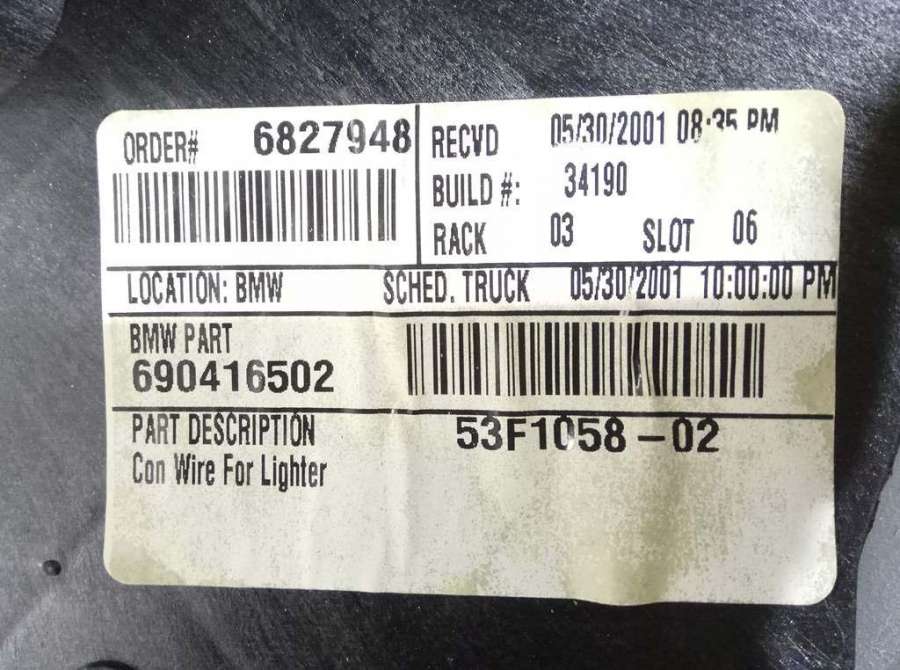 ORDER# 6827948
RECVD 05/30/2001 08:35 PM
BUILD #: 34190
RACK 03 SLOT 06
LOCATION: BMW SCHED. TRUCK 05/30/2001 10:00:00 PM
BMW PART
690416502
PART DESCRIPTION 53F1058-02
Con Wire For Lighter